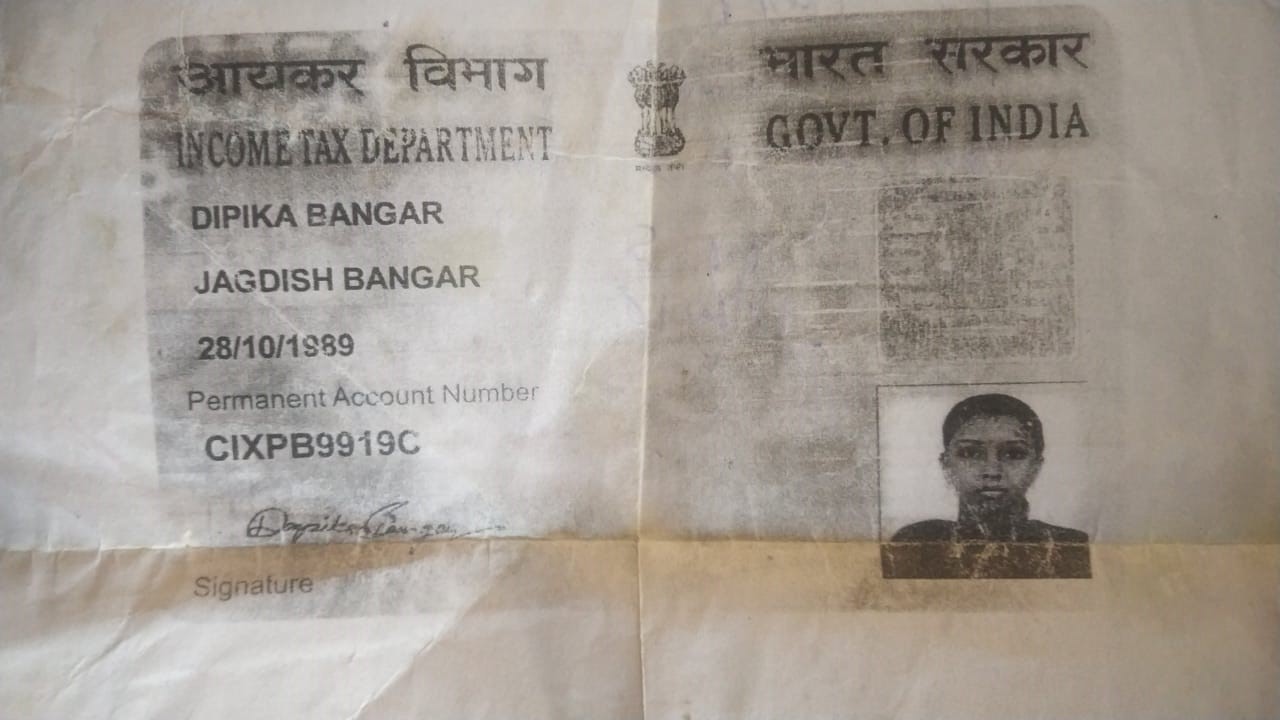 आयकर विभाग
INCOME TAX DEPARTMENT
भारत सरकार
GOVT. OF INDIA
DIPIKA BANGAR
JAGDISH BANGAR
28/10/1989
Permanent Account Number
CIXPB9919C
Signature